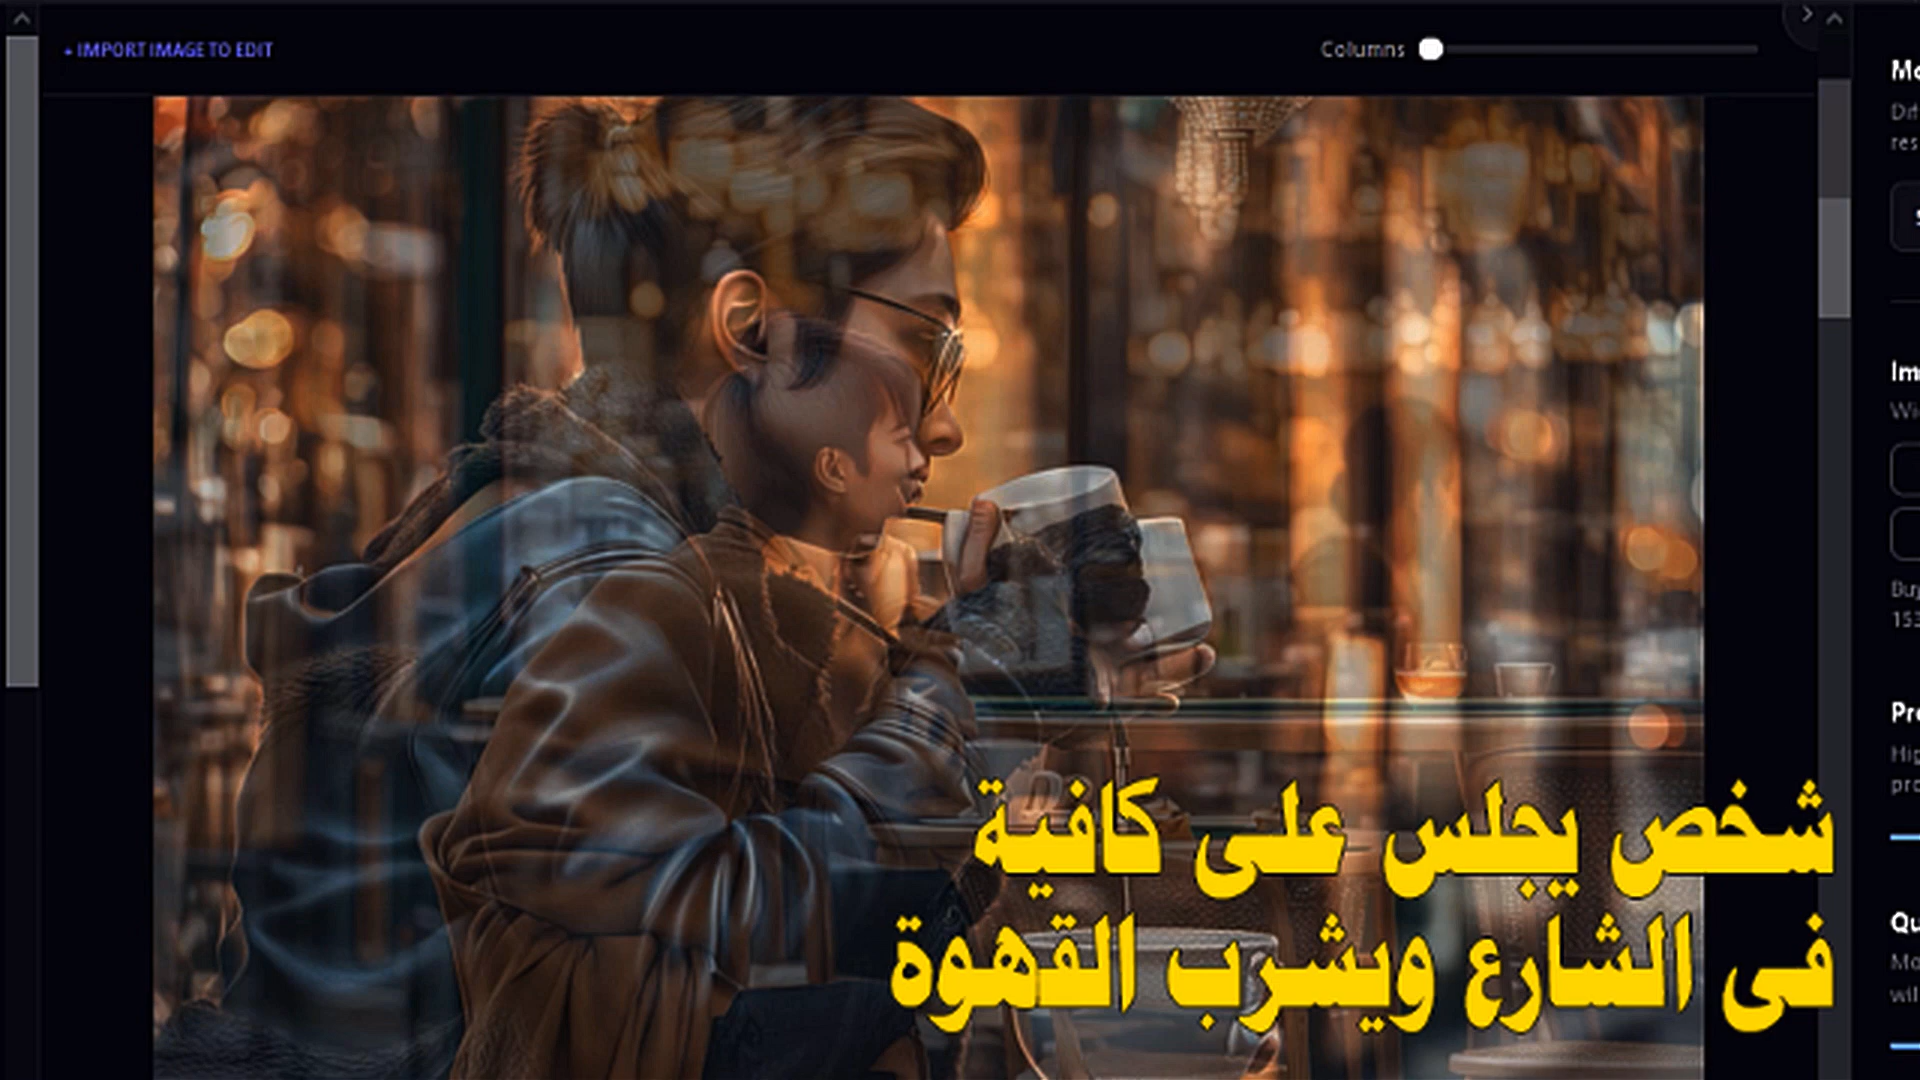 + IMPORT IMAGE TO EDIT
Columns
شخص يجلس على كافية
فى الشارع ويشرب القهوة